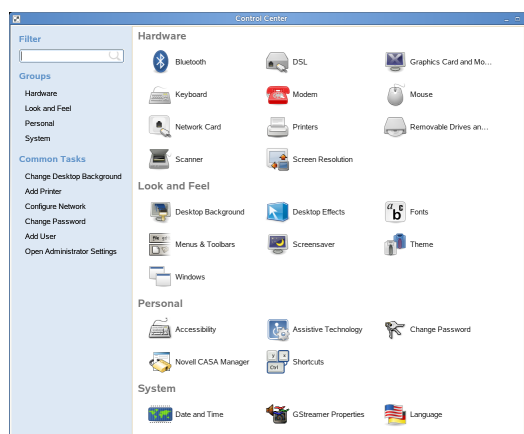 Control Center
Filter
Groups
Hardware
Look and Feel
Personal
System
Common Tasks
Change Desktop Background
Add Printer
Configure Network
Change Password
Add User
Open Administrator Settings
Hardware
Bluetooth
DSL
Graphics Card and Mo...
Keyboard
Modem
Mouse
Network Card
Printers
Removable Drives an...
Scanner
Screen Resolution
Look and Feel
Desktop Background
Desktop Effects
Fonts
Menus & Toolbars
Screensaver
Theme
Windows
Personal
Accessibility
Assistive Technology
Change Password
Novell CASA Manager
Shortcuts
System
Date and Time
GStreamer Properties
Language